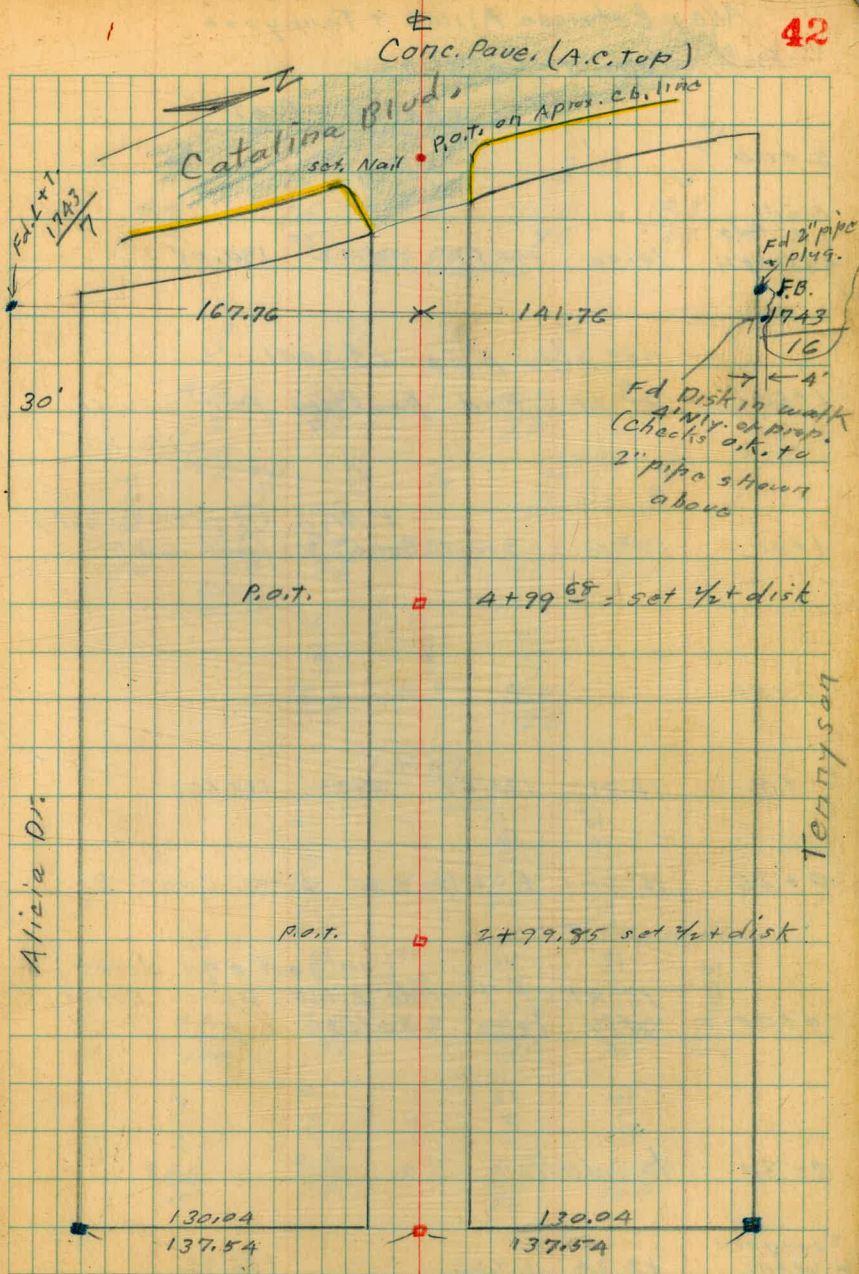 1
42
℄
Conc. Pave. (A.C. Top)
Catalina Blvd.
set. Nail
P.O.T. on Aprox. cb. line
Fd. L+T.
1743
7
Fd 2" pipe
& plug.
F.B.
1743
16
167.76
141.76
4'
30'
Fd Disk in walk
4' Nly. of prop.
(checks O.K. to
2" pipe shown
above
P.O.T.
4+99 68 = set ½ + disk
Tennyson
Alicia Dr.
P.O.T.
2+99.85 set ½ + disk
130.04
137.54
130.04
137.54